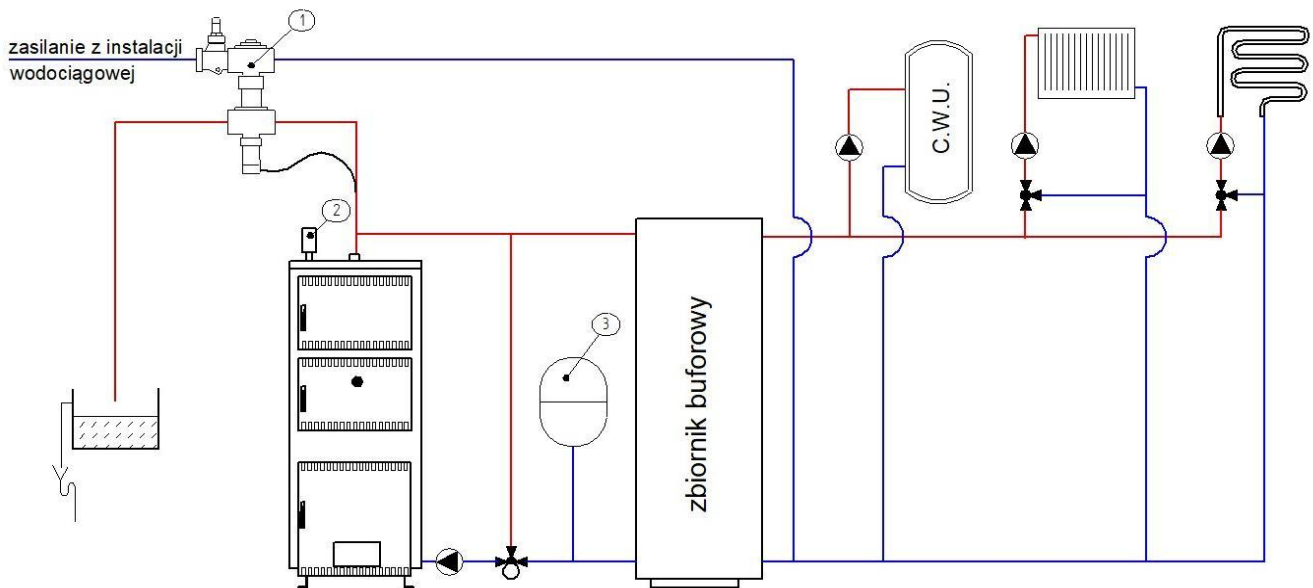 zasilanie z instalacji
wodociągowej
1
2
3
zbiornik buforowy
C.W.U.